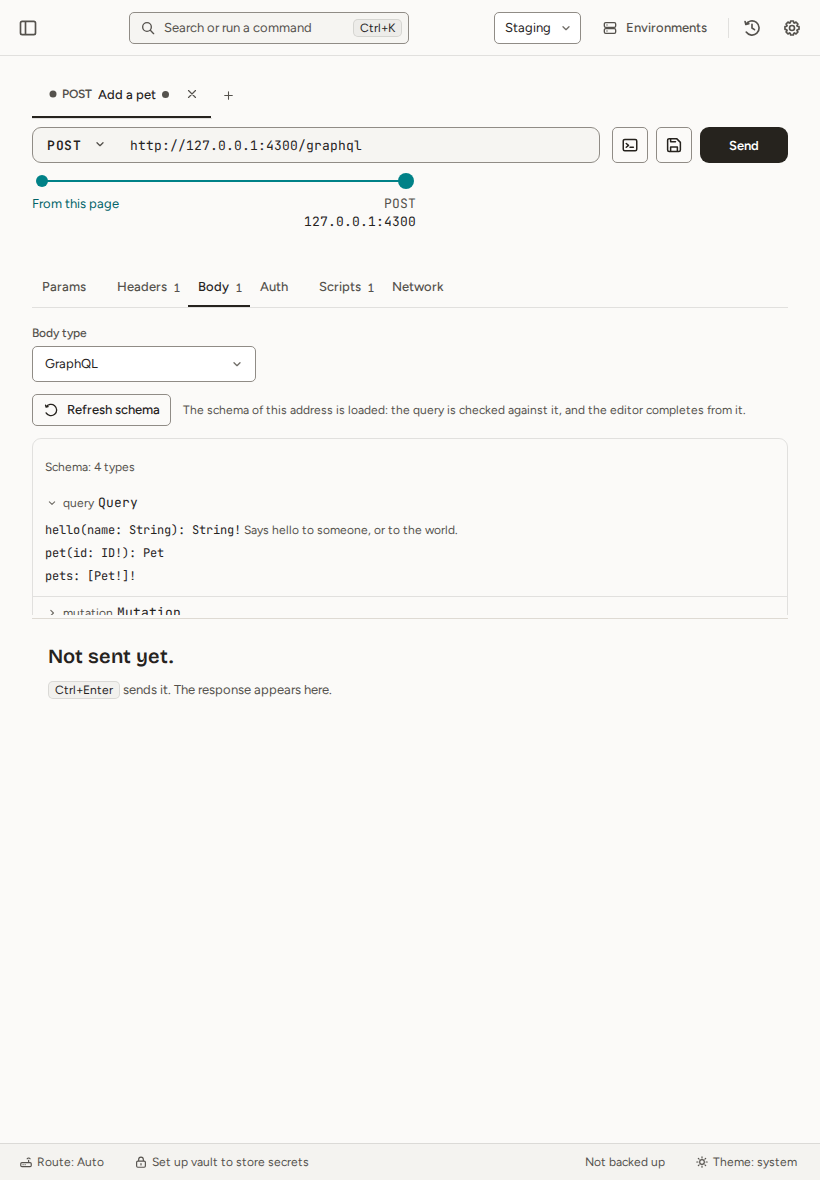 Search or run a command Ctrl+K Staging Environments
POST Add a pet
POST http://127.0.0.1:4300/graphql Send
From this page POST
127.0.0.1:4300
Params Headers 1 Body 1 Auth Scripts 1 Network
Body type
GraphQL
Refresh schema The schema of this address is loaded: the query is checked against it, and the editor completes from it.
Schema: 4 types
query Query
hello(name: String): String! Says hello to someone, or to the world.
pet(id: ID!): Pet
pets: [Pet!]!
mutation Mutation
Not sent yet.
Ctrl+Enter sends it. The response appears here.
Route: Auto Set up vault to store secrets Not backed up Theme: system